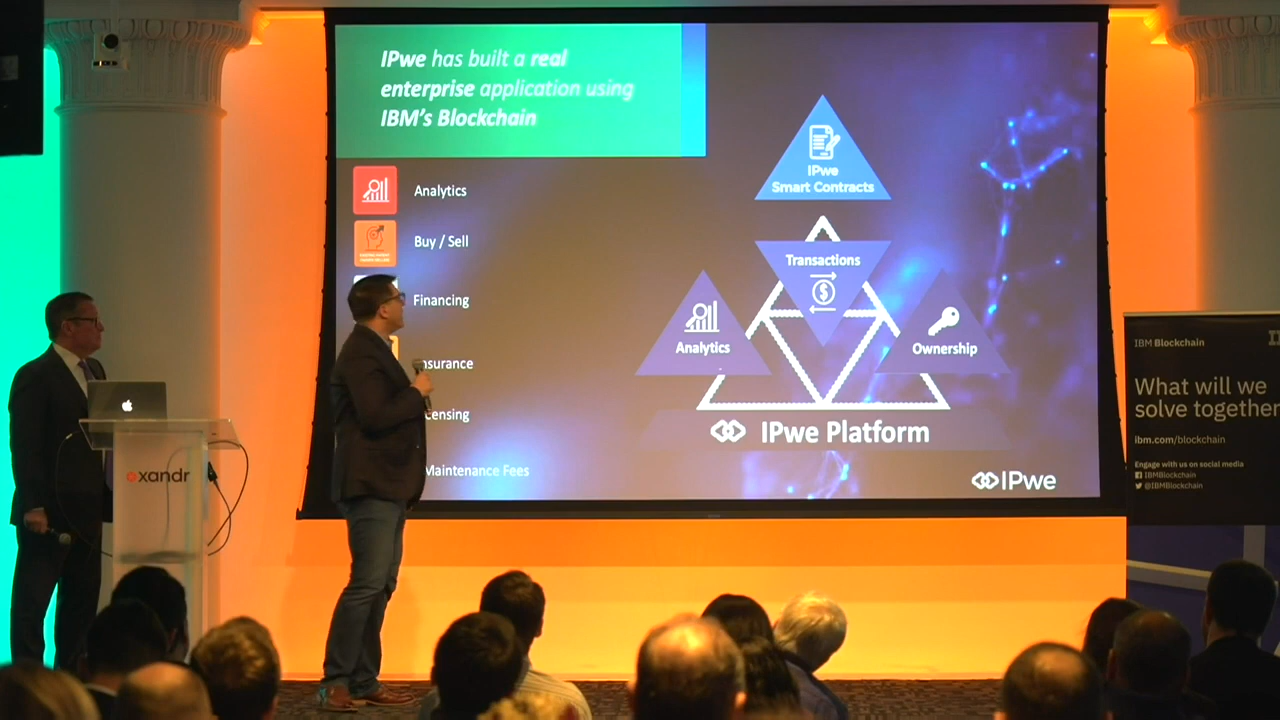 IPwe has built a real
enterprise application using
IBM's Blockchain
Analytics
Buy / Sell
Financing
nsurance
ensing
Maintenance Fees
IPwe
Smart Contracts
Transactions
$
Analytics
Ownership
IPwe Platform
IPwe
xandr
IBM Blockchain
What will we
solve together
ibm.com/blockchain
Engage with us on social media
IBMBlockchain
@IBMBlockchain